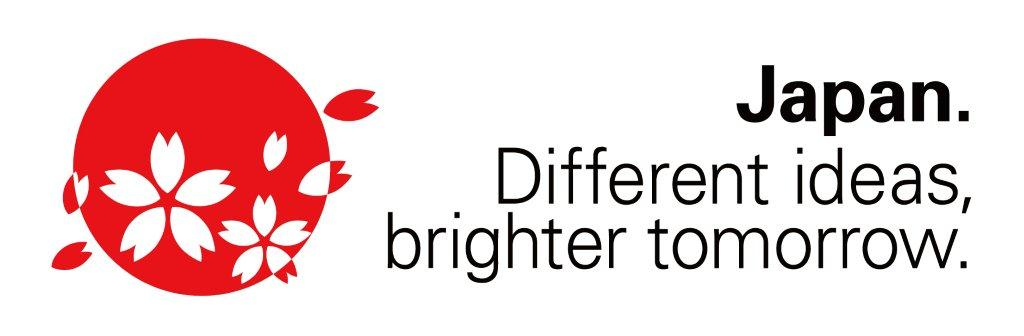 Japan.
Different ideas,
brighter tomorrow.